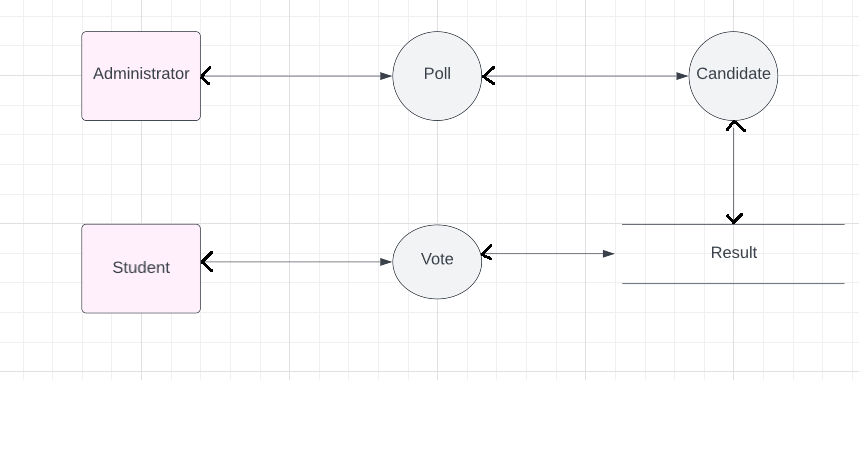 Administrator
Poll
Candidate
Student
Vote
Result